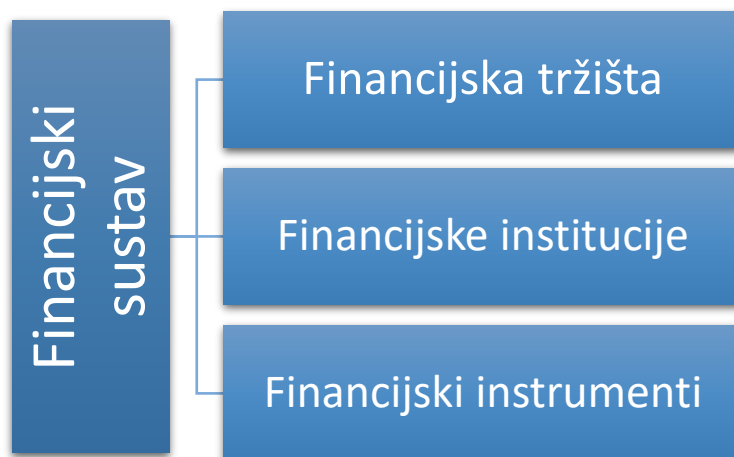 Financijski
sustav
Financijska tržišta
Financijske institucije
Financijski instrumenti